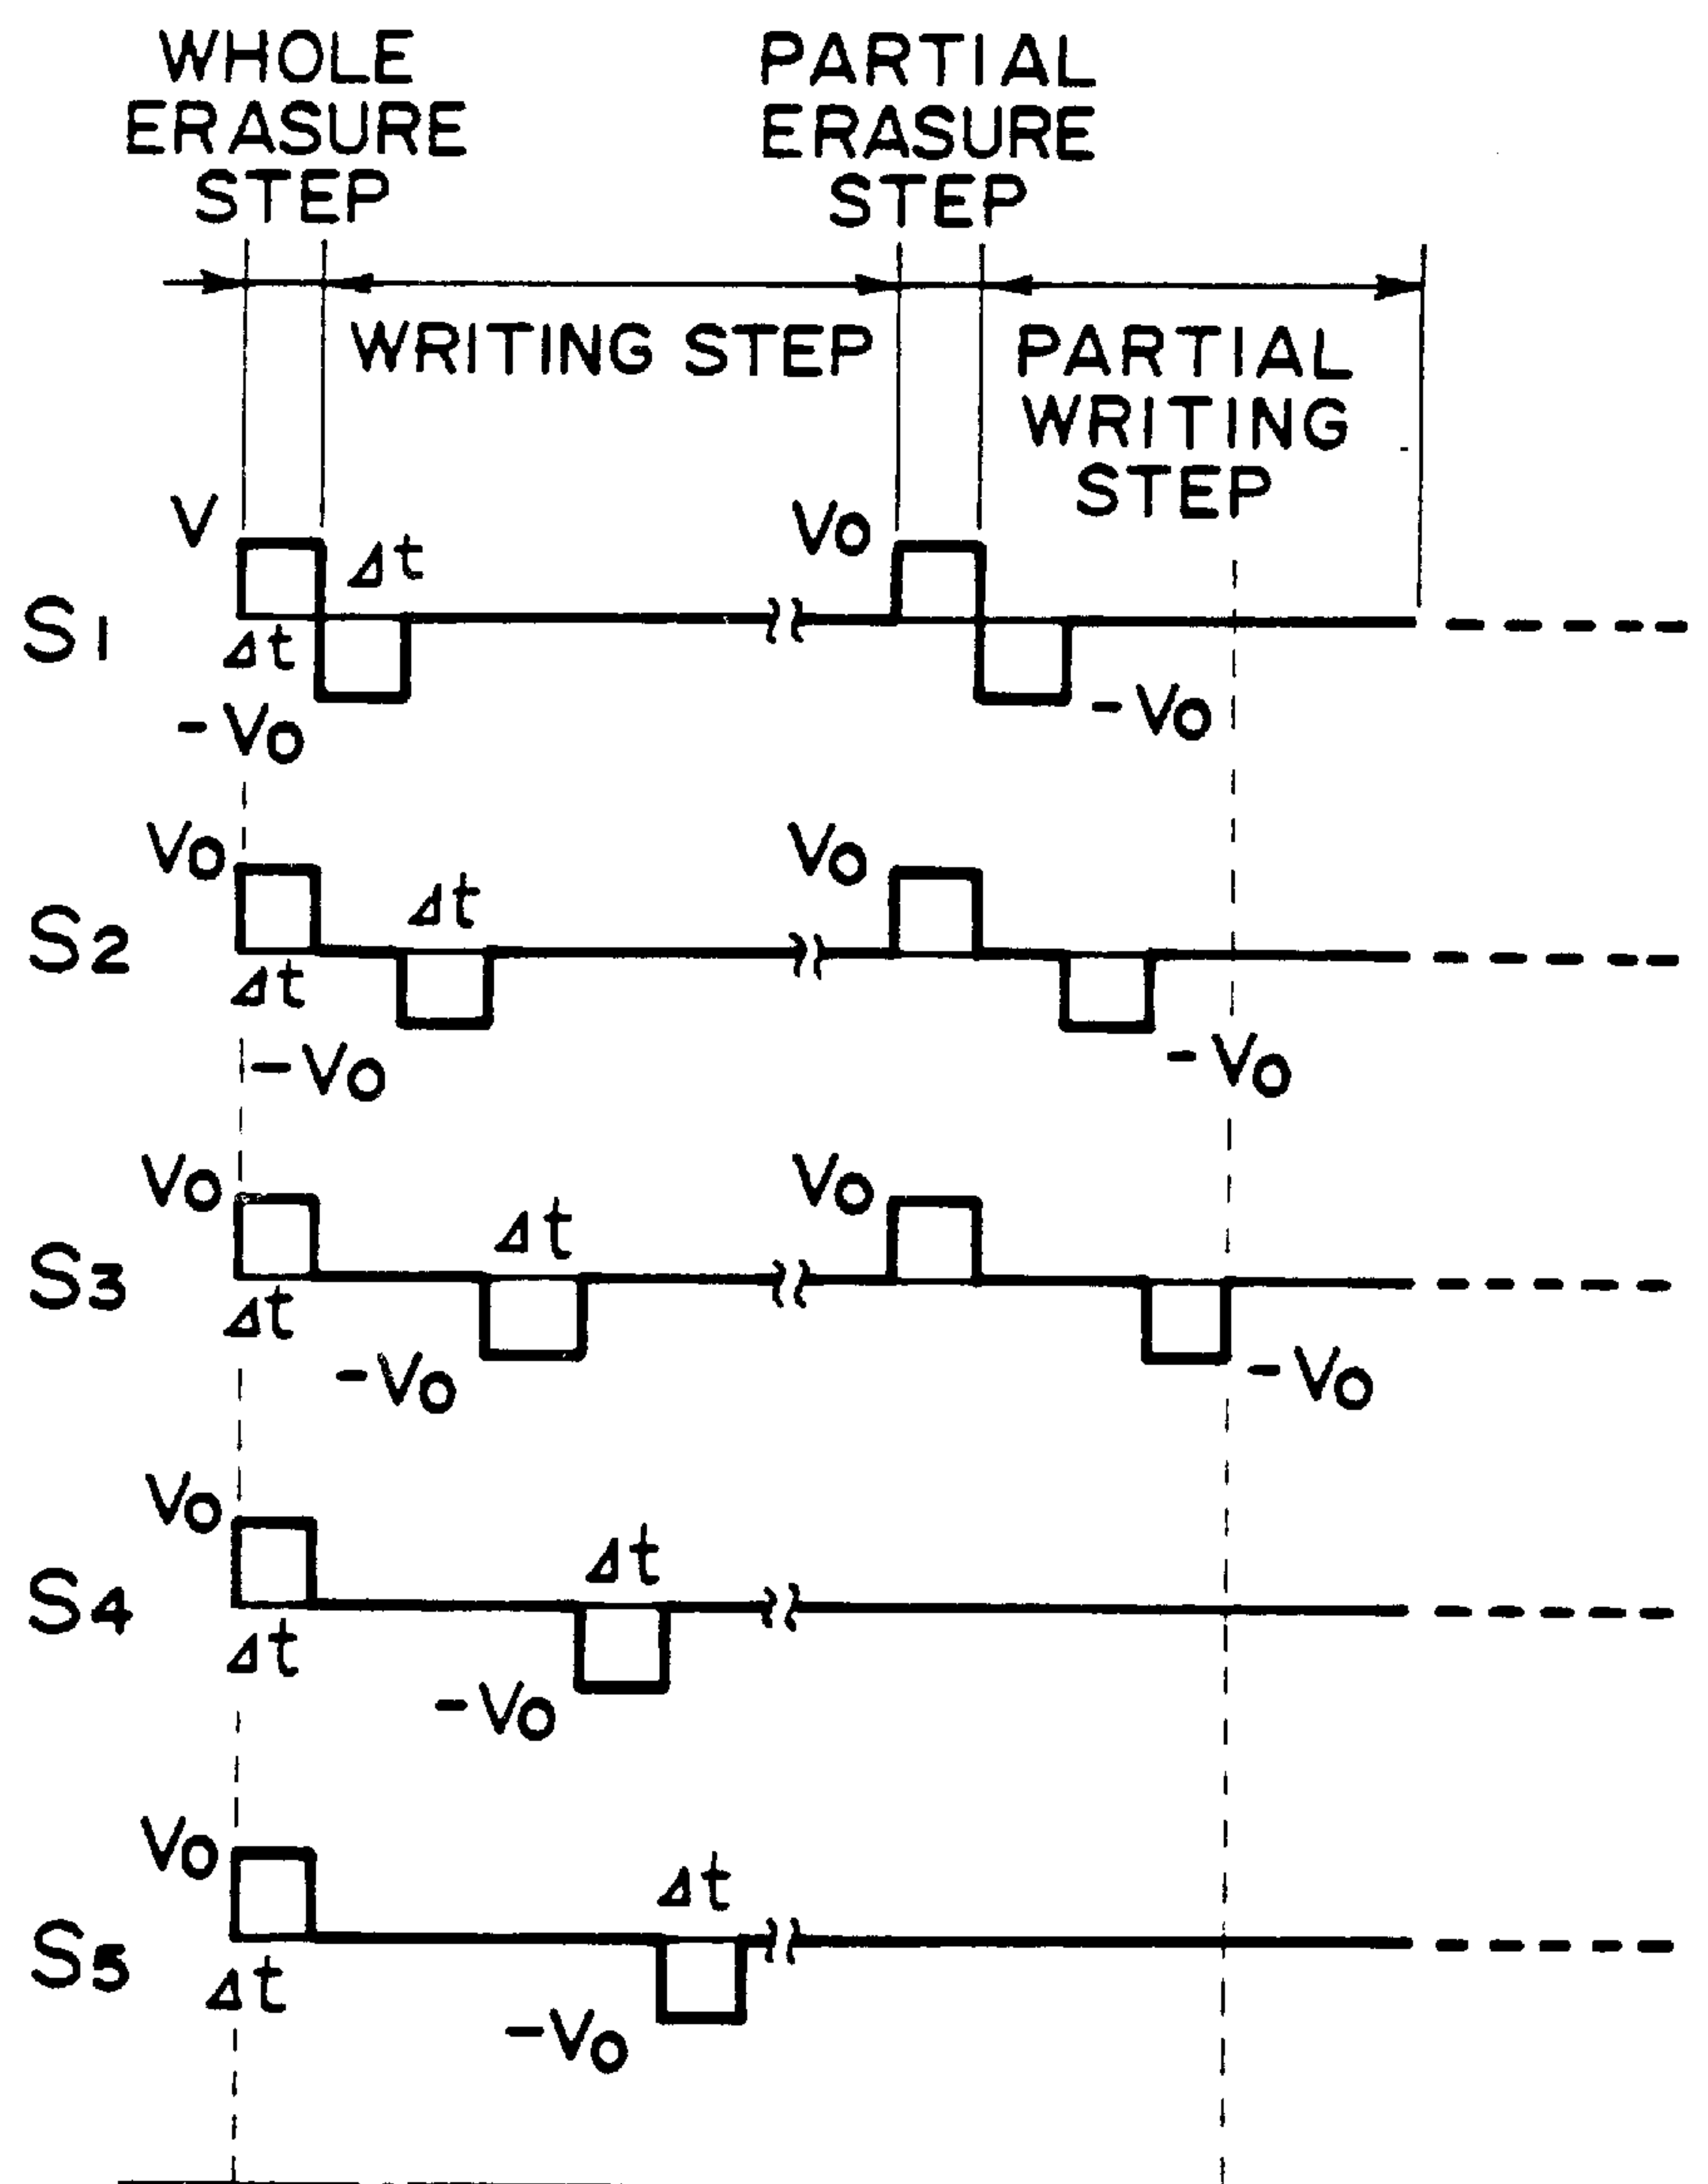 WHOLE
ERASURE
STEP
PARTIAL
ERASURE
STEP
WRITING STEP
PARTIAL
WRITING
STEP
V
Δt
Vo
S1
Δt
-Vo
-Vo
Vo
Δt
Vo
S2
Δt
-Vo
-Vo
Vo
Δt
Vo
S3
Δt
-Vo
-Vo
Vo
Δt
S4
Δt
-Vo
Vo
Δt
S5
Δt
-Vo